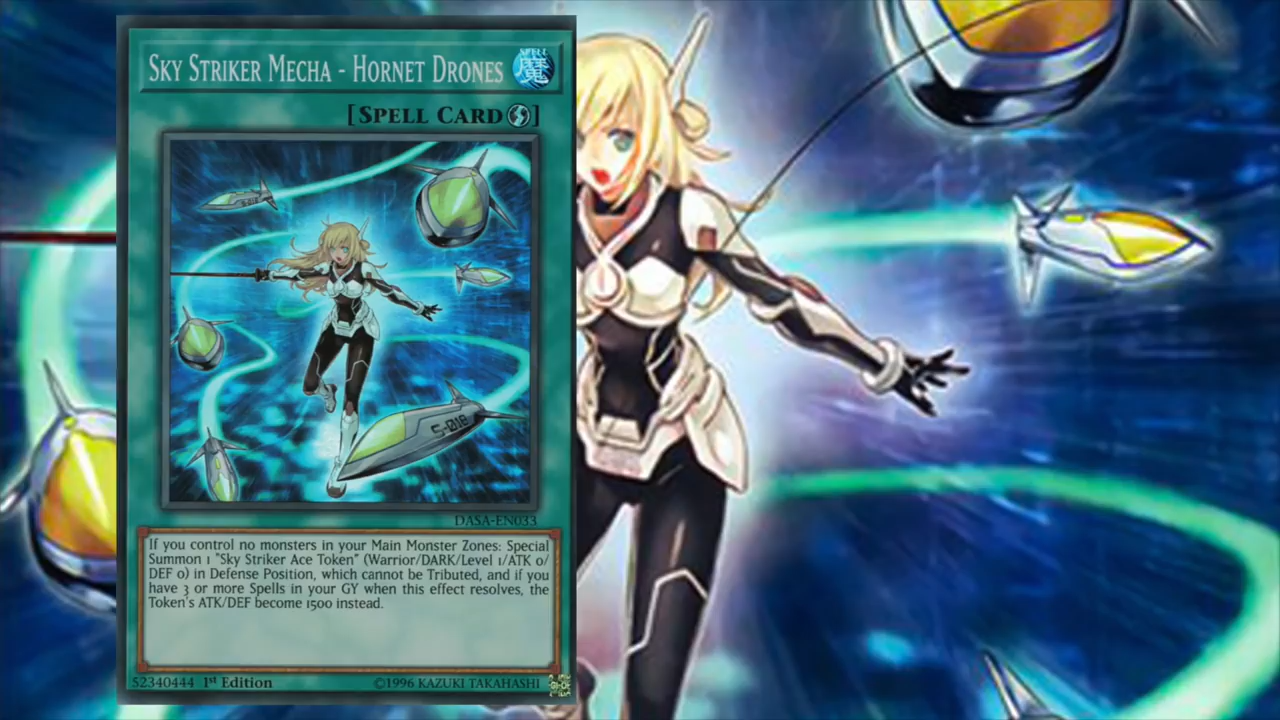 SKY STRIKER MECHA - HORNET DRONES
SPELL
魔
[SPELL CARD]
S-018
S-018
DASA-EN033
If you control no monsters in your Main Monster Zones: Special
Summon 1 "Sky Striker Ace Token" (Warrior/DARK/Level 1/ATK 0/
DEF 0) in Defense Position, which cannot be Tributed, and if you
have 3 or more Spells in your GY when this effect resolves, the
Token's ATK/DEF become 1500 instead.
52340444 1st Edition ©1996 KAZUKI TAKAHASHI